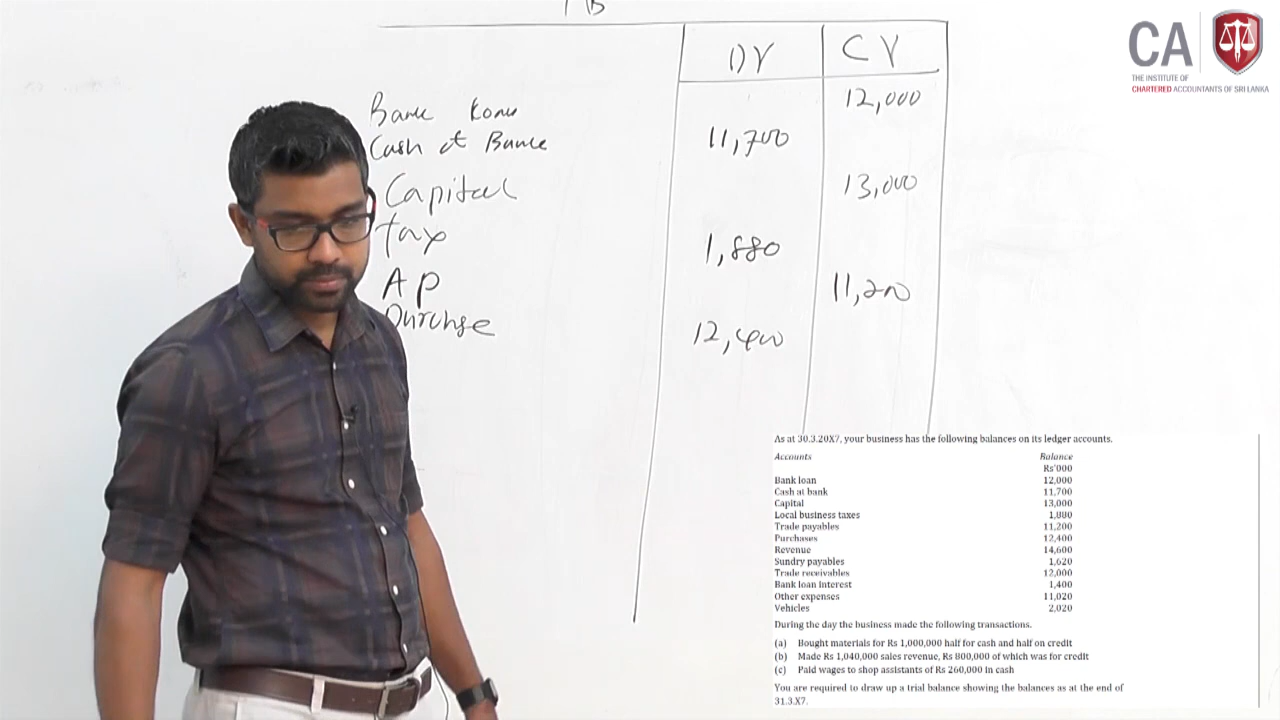 TB
Dr Cr
Bank Loan 12,000
Cash at Bank 11,700
Capital 13,000
Tax 1,880
AP 11,200
Purchase 12,400
CA
THE INSTITUTE OF
CHARTERED ACCOUNTANTS OF SRI LANKA
As at 30.3.20X7, your business has the following balances on its ledger accounts.
Accounts Balance
Rs'000
Bank loan 12,000
Cash at bank 11,700
Capital 13,000
Local business taxes 1,880
Trade payables 11,200
Purchases 12,400
Revenue 14,600
Sundry payables 1,620
Trade receivables 12,000
Bank loan interest 1,400
Other expenses 11,020
Vehicles 2,020
During the day the business made the following transactions.
(a) Bought materials for Rs 1,000,000 half for cash and half on credit
(b) Made Rs 1,040,000 sales revenue, Rs 800,000 of which was for credit
(c) Paid wages to shop assistants of Rs 260,000 in cash
You are required to draw up a trial balance showing the balances as at the end of
31.3.X7.